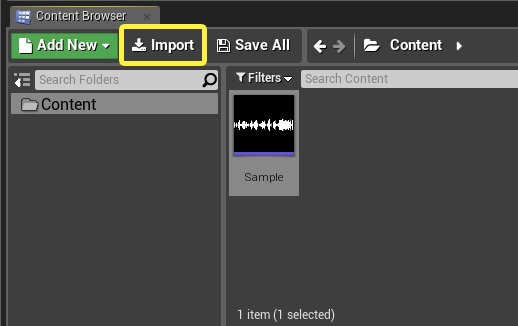 Content Browser
Add New Import Save All Content
Search Folders
Filters Search Content
Content
Sample
1 item (1 selected)